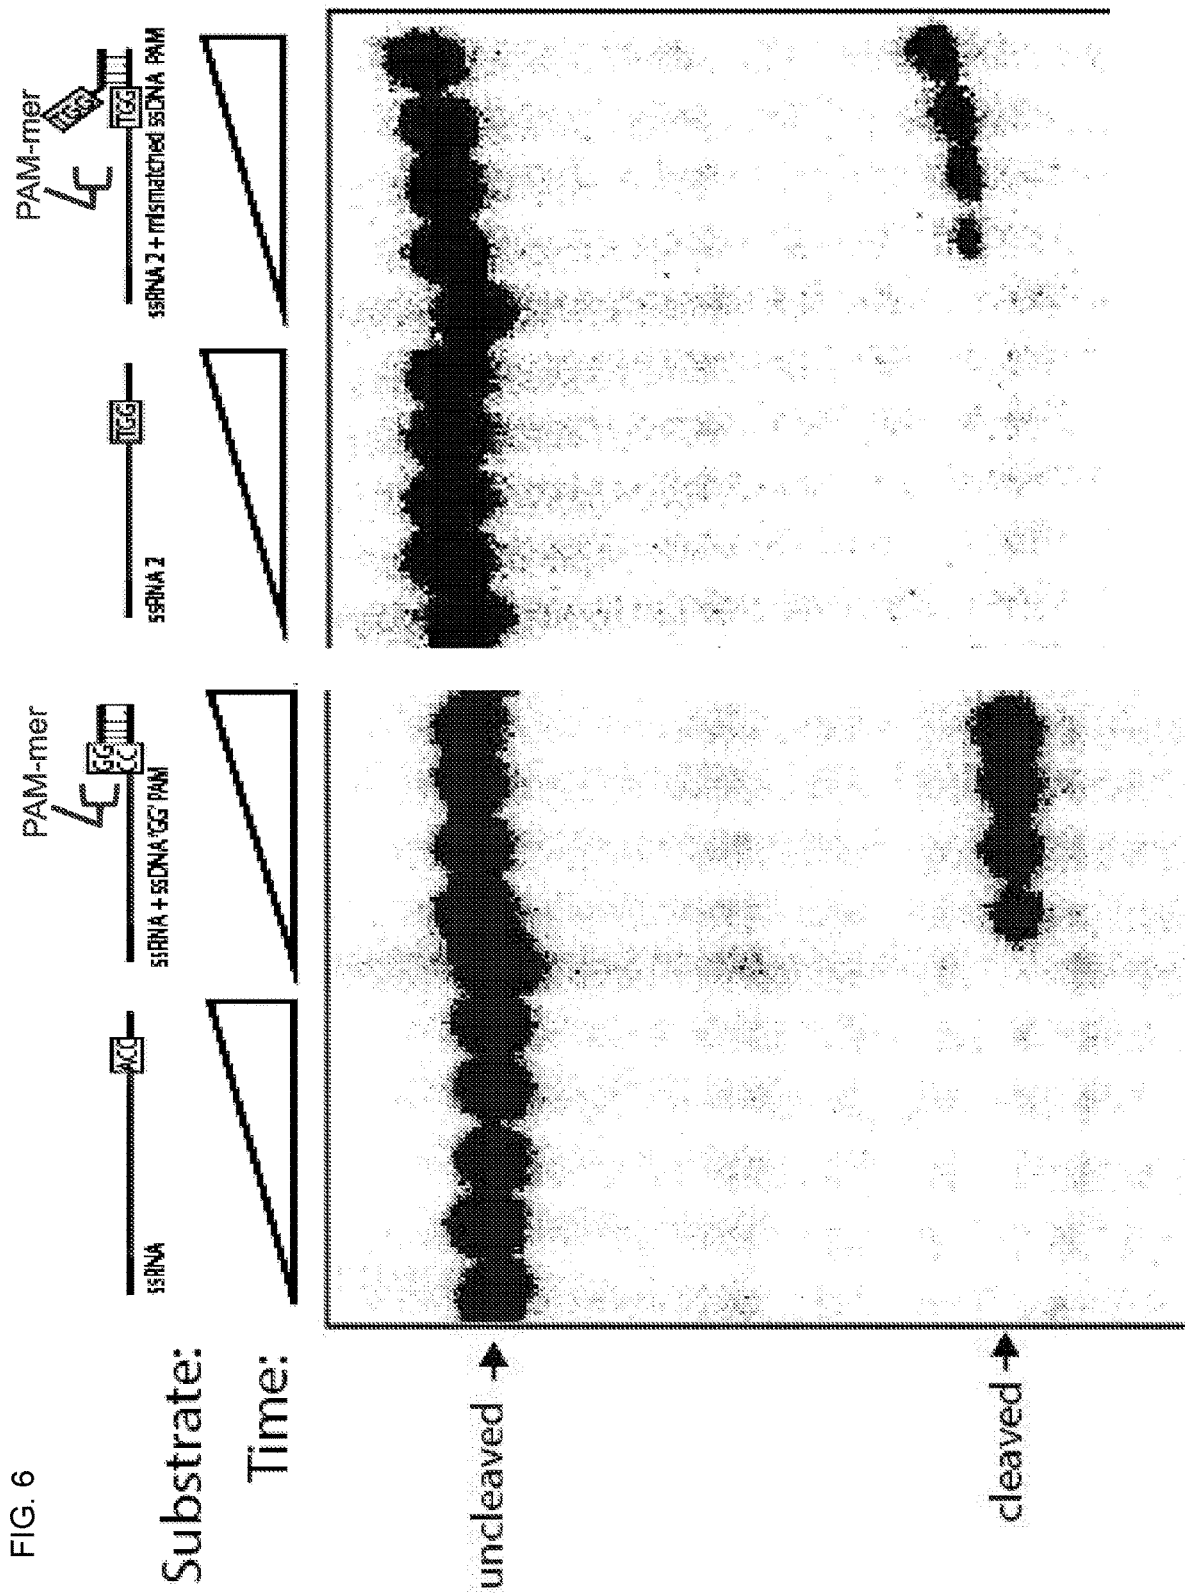 FIG. 6
Substrate:
ACC
ssRNA
PAM-mer
GG
CC
ssRNA + ssDNA 'GG' PAM
TGG
ssRNA 2
PAM-mer
TGG
TGG
ssRNA 2 + mismatched ssDNA PAM
Time:
uncleaved
cleaved